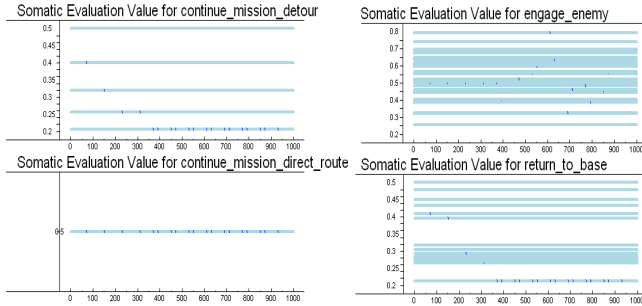 Somatic Evaluation Value for continue_mission_detour
0.5
0.45
0.4
0.35
0.32
0.25
0.2
0 100 200 300 400 500 600 700 800 900 1000
Somatic Evaluation Value for engage_enemy
0.8
0.7
0.6
0.5
0.4
0.3
0.2
0 100 200 300 400 500 600 700 800 900 1000
Somatic Evaluation Value for continue_mission_direct_route
0.5
0 100 200 300 400 500 600 700 800 900 1000
Somatic Evaluation Value for return_to_base
0.5
0.45
0.4
0.35
0.3
0.25
0.2
0 100 200 300 400 500 600 700 800 900 1000